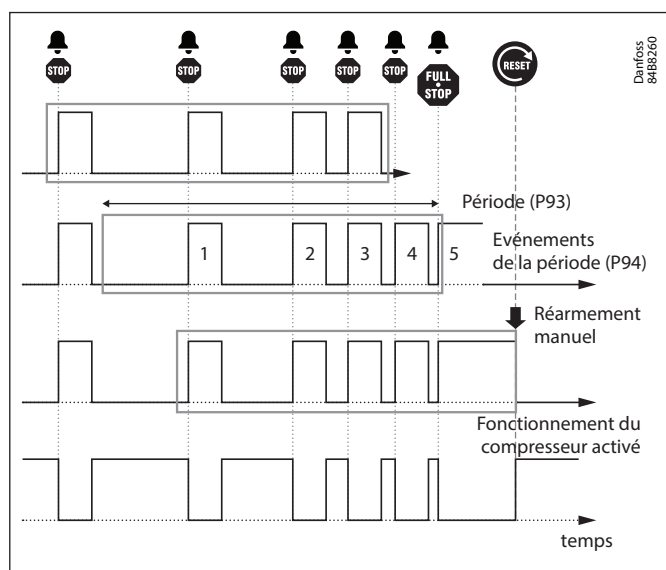 STOP STOP STOP STOP STOP FULL STOP RESET
Danfoss
84B8260
Période (P93)
1 2 3 4 5
Evénements
de la période (P94)
Réarmement
manuel
Fonctionnement du
compresseur activé
temps